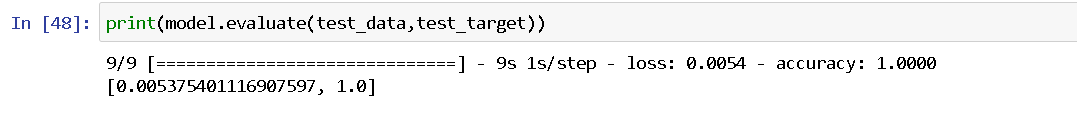 In [48]: print(model.evaluate(test_data,test_target))
9/9 [==============================] - 9s 1s/step - loss: 0.0054 - accuracy: 1.0000
[0.005375401116907597, 1.0]